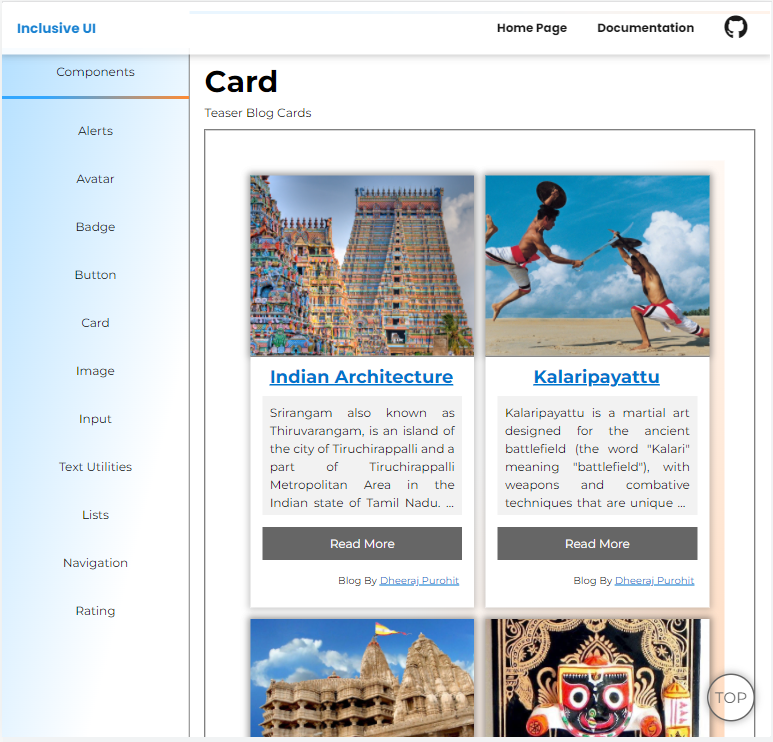 Inclusive UI
Home Page
Documentation
Components
Alerts
Avatar
Badge
Button
Card
Image
Input
Text Utilities
Lists
Navigation
Rating
Card
Teaser Blog Cards
Indian Architecture
Srirangam also known as
Thiruvarangam, is an island of
the city of Tiruchirappalli and a
part of Tiruchirappalli
Metropolitan Area in the
Indian state of Tamil Nadu. ...
Read More
Blog By Dheeraj Purohit
Kalaripayattu
Kalaripayattu is a martial art
designed for the ancient
battlefield (the word "Kalari"
meaning "battlefield"), with
weapons and combative
techniques that are unique ...
Read More
Blog By Dheeraj Purohit
TOP